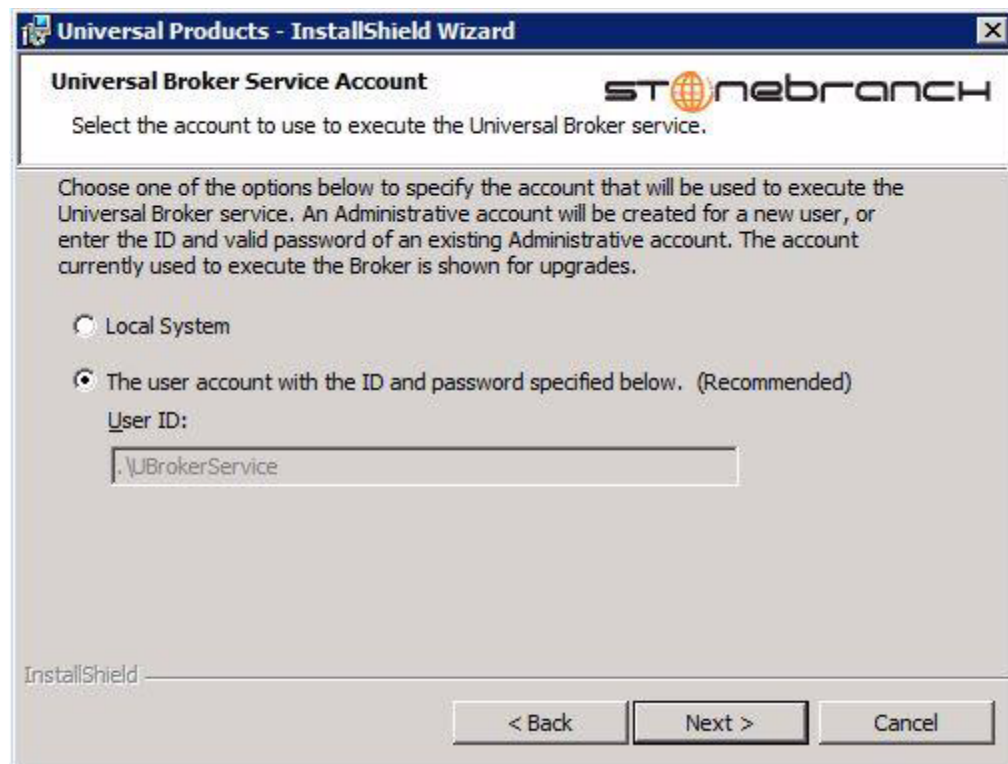 Universal Products - InstallShield Wizard
Universal Broker Service Account
STONEBRANCH
Select the account to use to execute the Universal Broker service.
Choose one of the options below to specify the account that will be used to execute the
Universal Broker service. An Administrative account will be created for a new user, or
enter the ID and valid password of an existing Administrative account. The account
currently used to execute the Broker is shown for upgrades.
Local System
The user account with the ID and password specified below. (Recommended)
User ID:
.\UBrokerService
InstallShield
< Back
Next >
Cancel